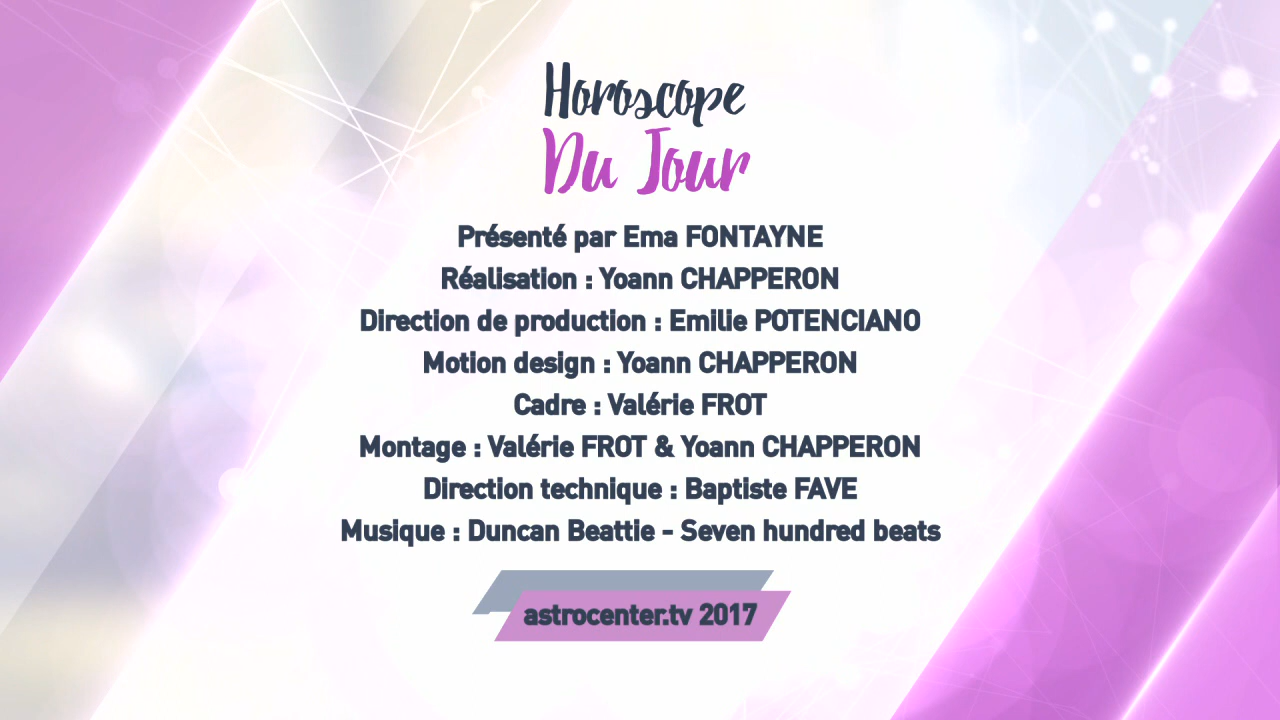 Horoscope
Du Jour
Présenté par Ema FONTAYNE
Réalisation : Yoann CHAPPERON
Direction de production : Emilie POTENCIANO
Motion design : Yoann CHAPPERON
Cadre : Valérie FROT
Montage : Valérie FROT & Yoann CHAPPERON
Direction technique : Baptiste FAVE
Musique : Duncan Beattie - Seven hundred beats
astrocenter.tv 2017